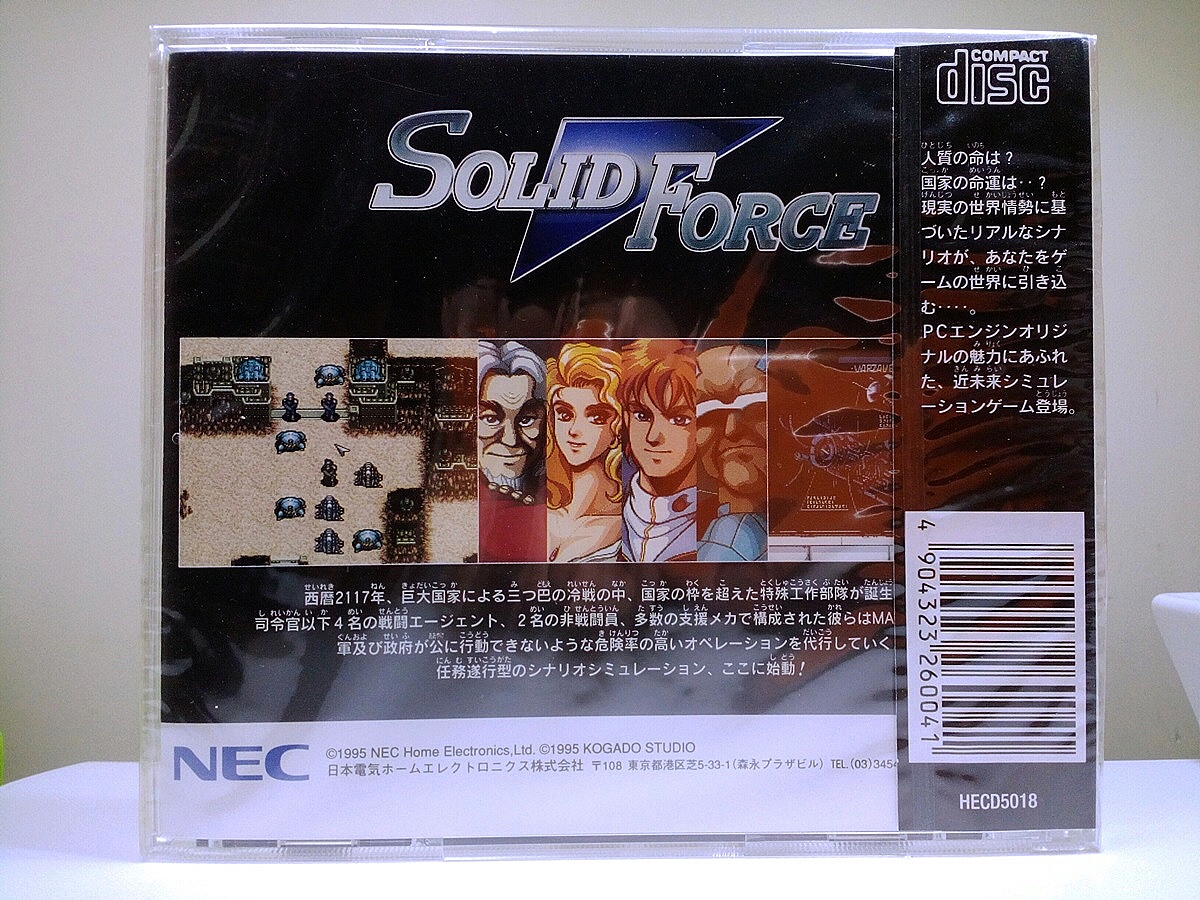 SOLID FORCE
西暦2117年、巨大国家による三つ巴の冷戦の中、国家の枠を超えた特殊工作部隊が誕生
司令官以下4名の戦闘エージェント、2名の非戦闘員、多数の支援メカで構成された彼らはMA
軍及び政府が公に行動できないような危険率の高いオペレーションを代行していく
任務遂行型のシナリオシミュレーション、ここに始動!
NEC
©1995 NEC Home Electronics,Ltd. ©1995 KOGADO STUDIO
日本電気ホームエレクトロニクス株式会社 〒108 東京都港区芝5-33-1(森永プラザビル) TEL.(03)3454
COMPACT
disc
人質の命は?
国家の命運は‥?
現実の世界情勢に基
づいたリアルなシナ
リオが、あなたをゲ
ームの世界に引き込
む‥‥。
PCエンジンオリジ
ナルの魅力にあふれ
た、近未来シミュレ
ーションゲーム登場。
4 904323 260041
HECD5018